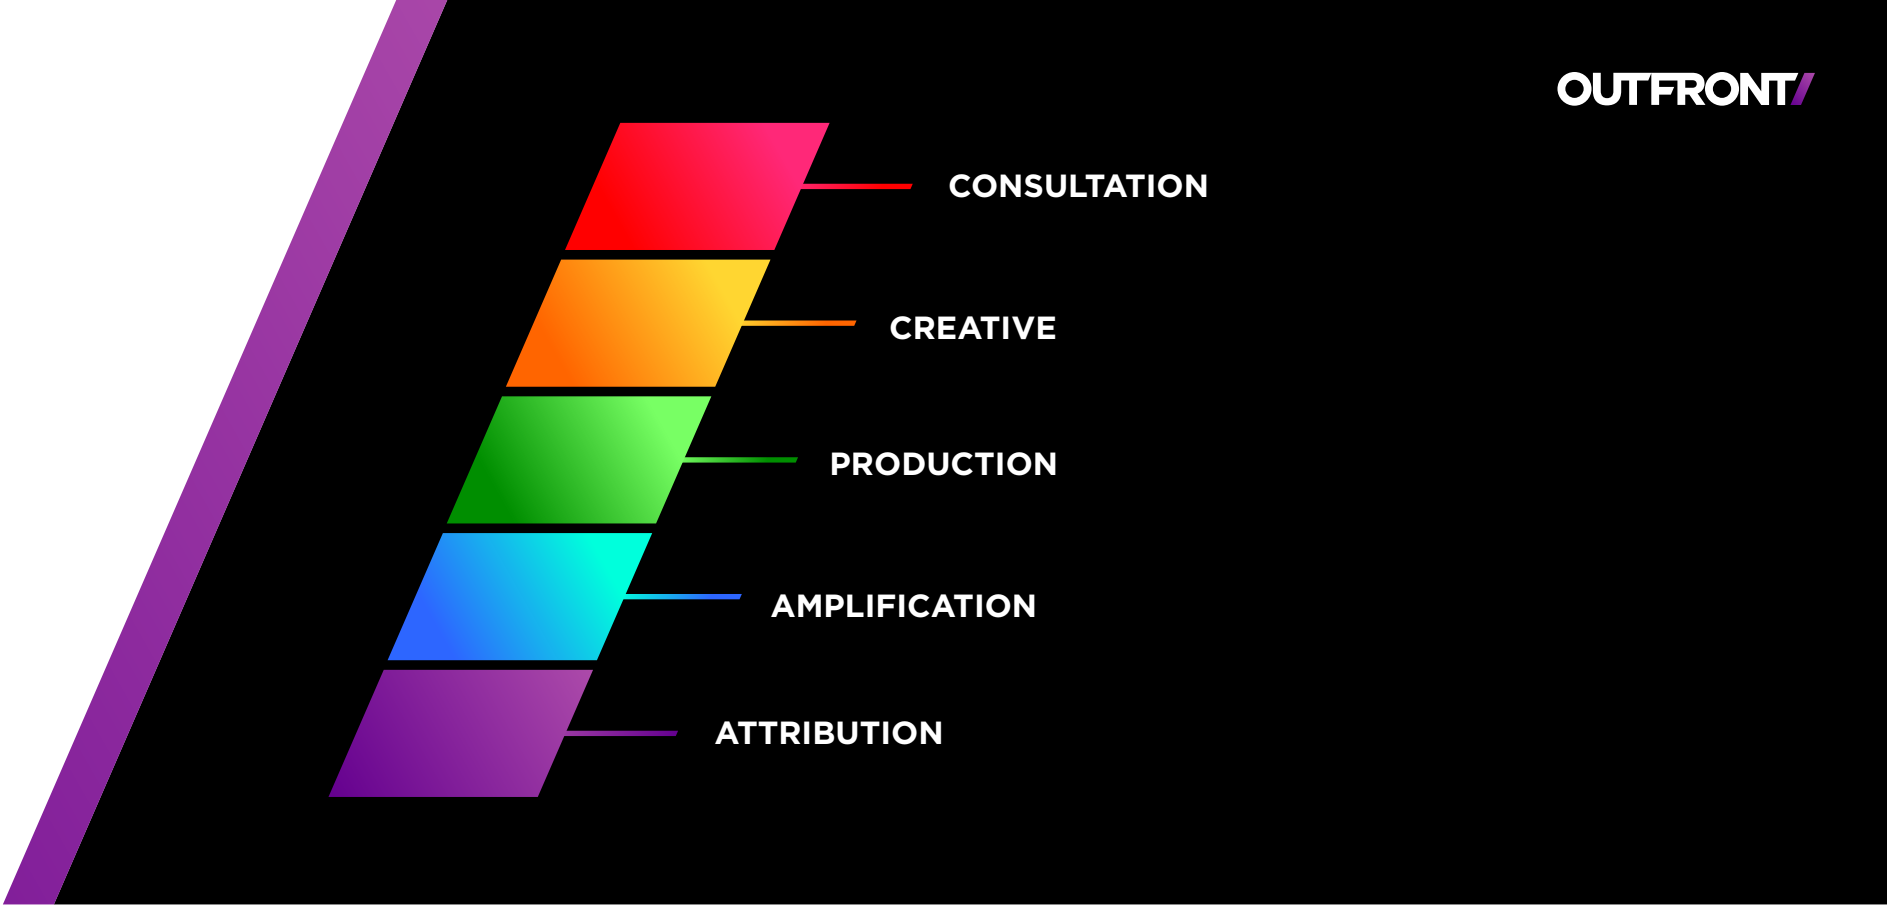 OUTFRONT/
CONSULTATION
CREATIVE
PRODUCTION
AMPLIFICATION
ATTRIBUTION